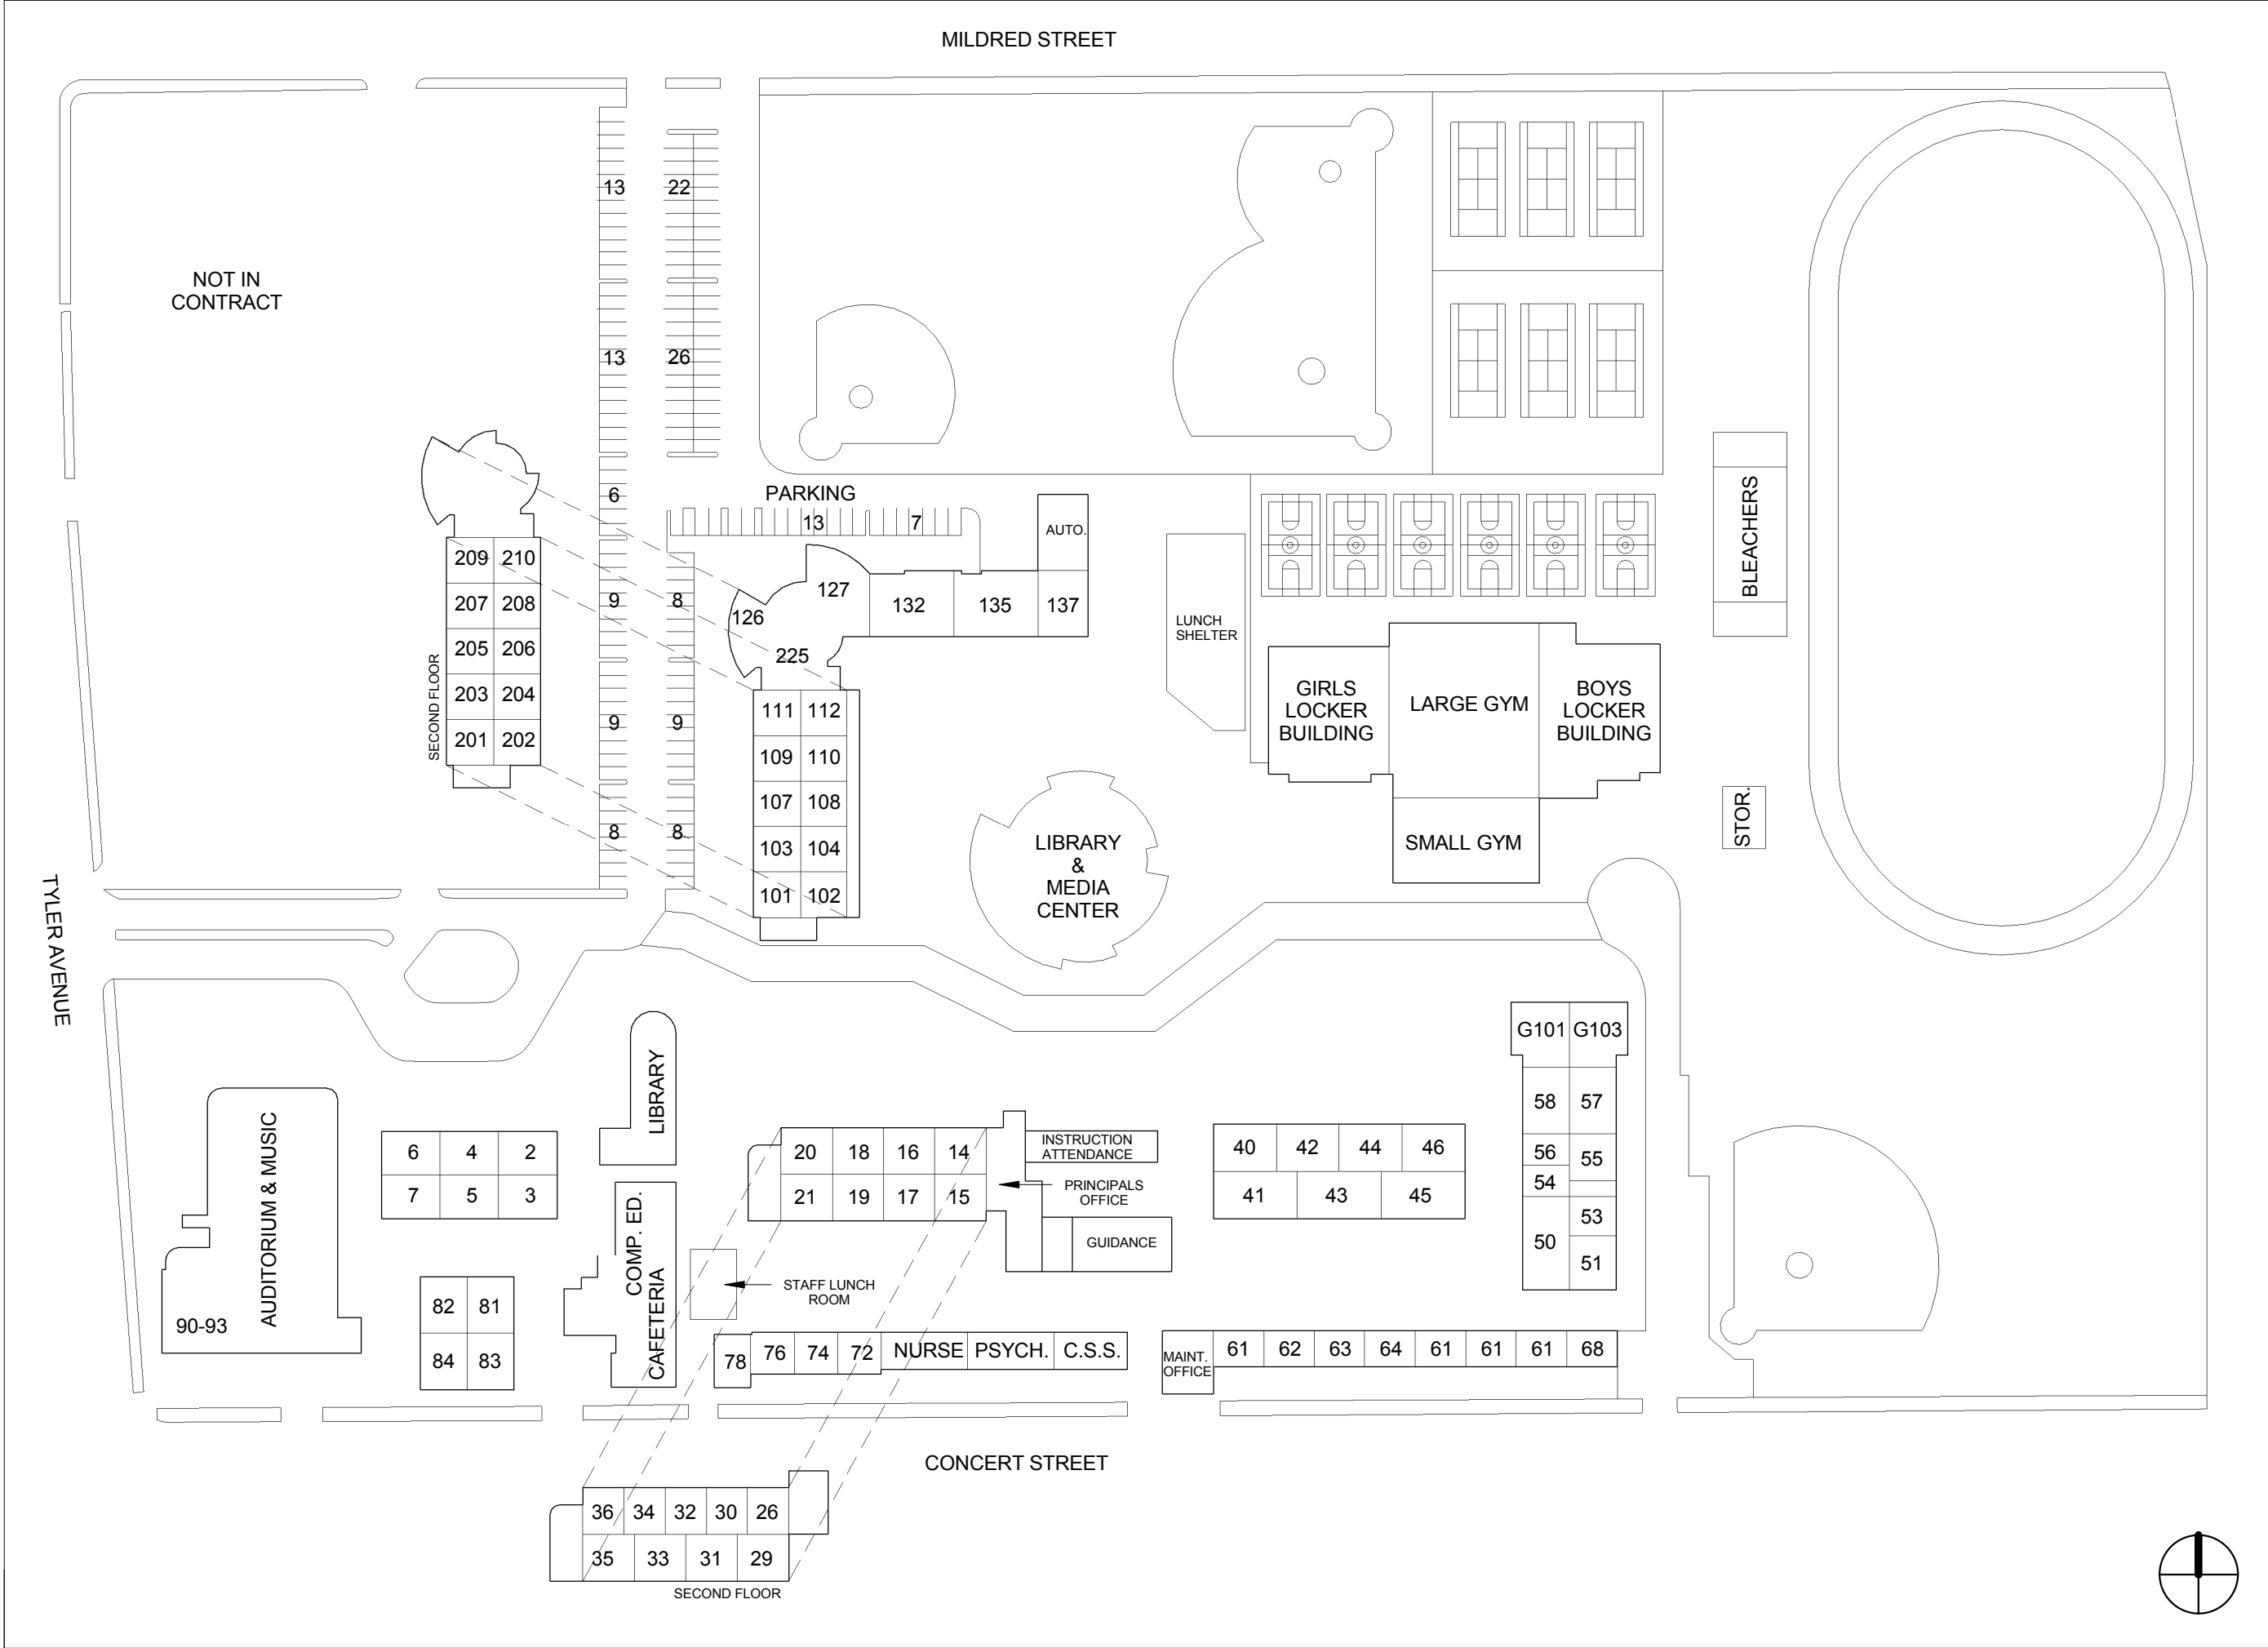 MILDRED STREET
13
22
NOT IN
CONTRACT
13
26
6
PARKING
13
7
AUTO.
BLEACHERS
209
210
207
208
205
206
203
204
201
202
SECOND FLOOR
9
8
9
9
8
8
126
127
225
132
135
137
111
112
109
110
107
108
103
104
101
102
LUNCH
SHELTER
GIRLS
LOCKER
BUILDING
LARGE GYM
BOYS
LOCKER
BUILDING
SMALL GYM
STOR.
LIBRARY
&
MEDIA
CENTER
TYLER AVENUE
AUDITORIUM & MUSIC
90-93
6
4
2
7
5
3
82
81
84
83
LIBRARY
COMP. ED.
CAFETERIA
20
18
16
14
21
19
17
15
INSTRUCTION
ATTENDANCE
PRINCIPALS
OFFICE
GUIDANCE
STAFF LUNCH
ROOM
78
76
74
72
NURSE
PSYCH.
C.S.S.
40
42
44
46
41
43
45
G101
G103
58
57
56
55
54
53
50
51
MAINT.
OFFICE
61
62
63
64
61
61
61
68
CONCERT STREET
36
34
32
30
26
35
33
31
29
SECOND FLOOR